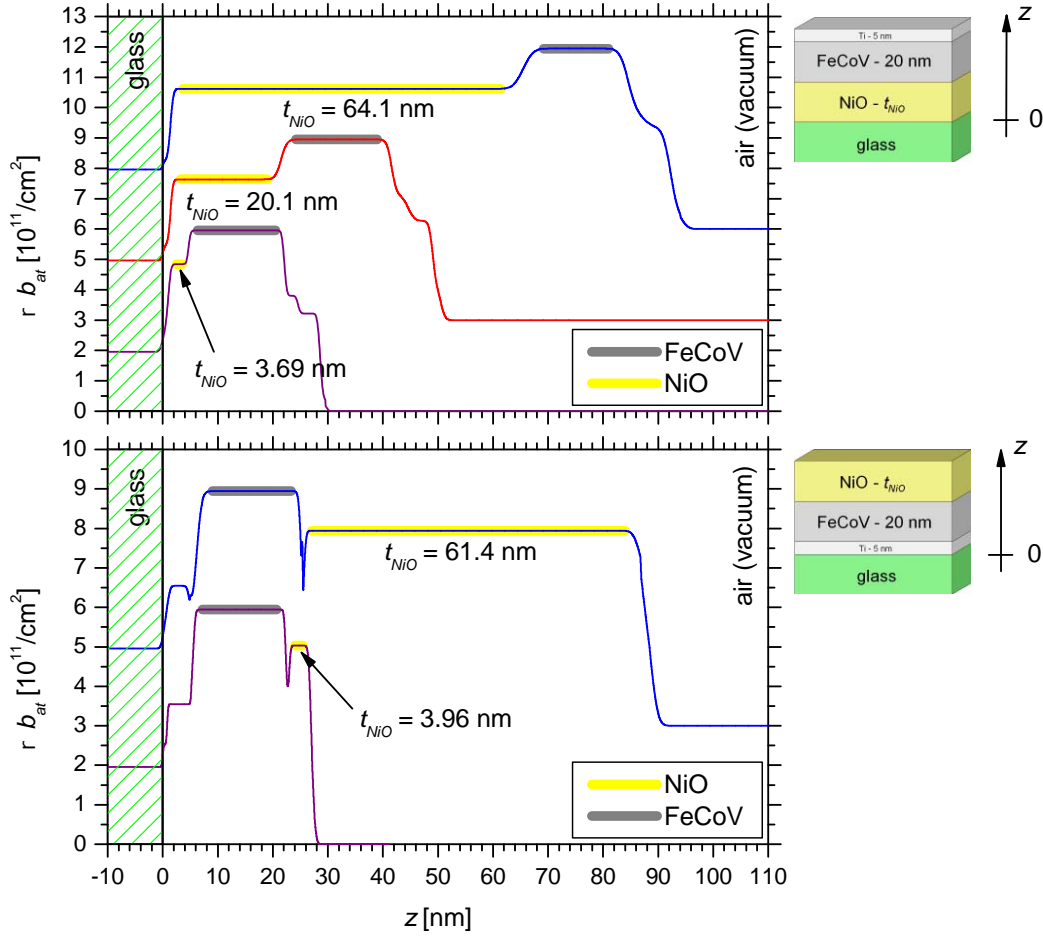 13
12
11
10
9
8
7
6
5
4
3
2
1
0
r b_at [10^11/cm^2]
glass
t_NiO = 64.1 nm
t_NiO = 20.1 nm
t_NiO = 3.69 nm
air (vacuum)
FeCoV
NiO
z
Ti - 5 nm
FeCoV - 20 nm
NiO - t_NiO
0
glass
10
9
8
7
6
5
4
3
2
1
0
r b_at [10^11/cm^2]
glass
t_NiO = 61.4 nm
t_NiO = 3.96 nm
air (vacuum)
NiO
FeCoV
-10 0 10 20 30 40 50 60 70 80 90 100 110
z [nm]
z
NiO - t_NiO
FeCoV - 20 nm
Ti - 5 nm
0
glass